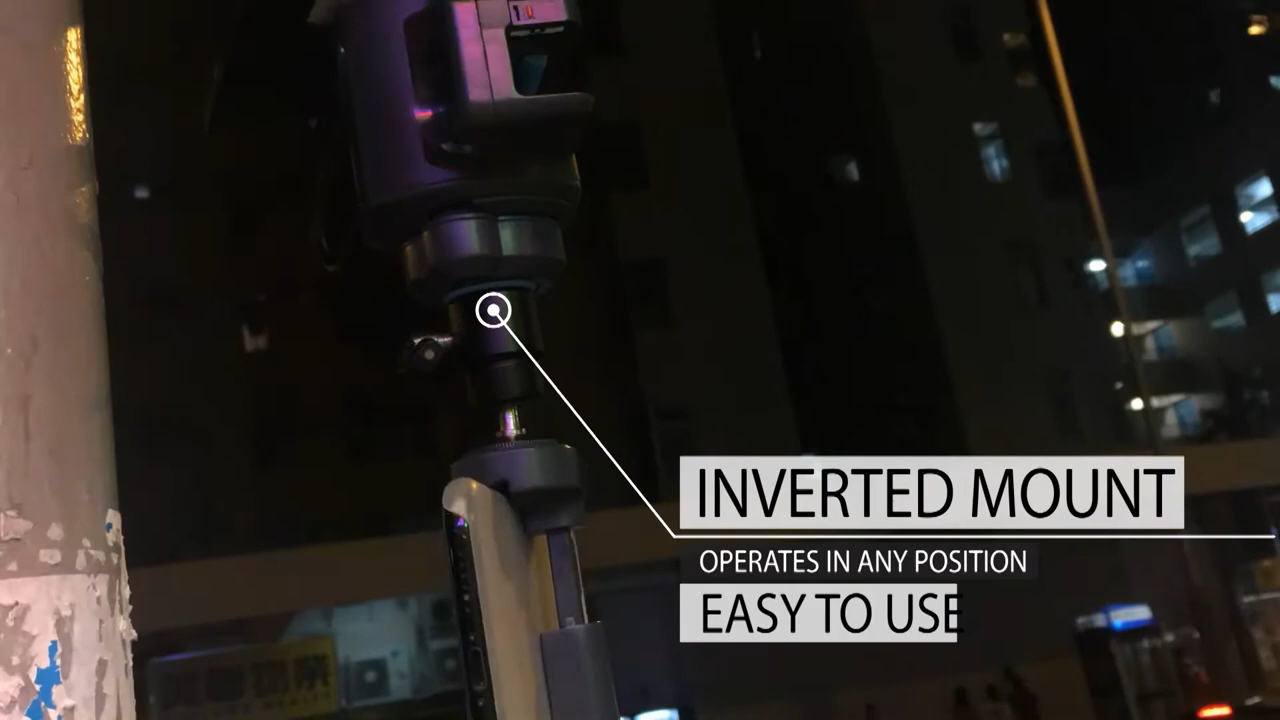 INVERTED MOUNT
OPERATES IN ANY POSITION
EASY TO USE